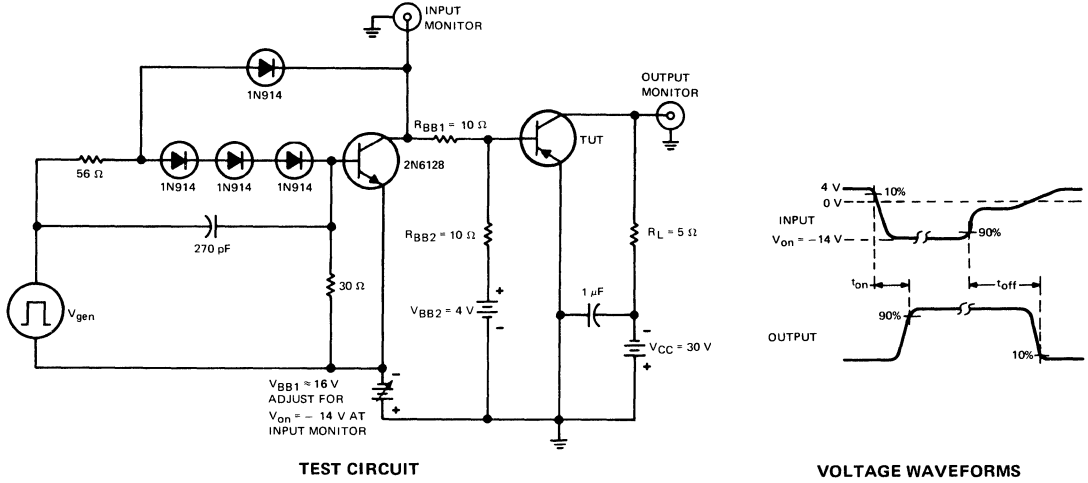 INPUT
MONITOR
1N914
OUTPUT
MONITOR
R_BB1 = 10 Ω
TUT
2N6128
56 Ω
1N914
1N914
1N914
270 pF
R_BB2 = 10 Ω
R_L = 5 Ω
30 Ω
1 μF
V_gen
+
V_BB2 = 4 V
-
-
V_CC = 30 V
+
V_BB1 ≈ 16 V
ADJUST FOR
V_on = – 14 V AT
INPUT MONITOR
-
+
TEST CIRCUIT
4 V
10%
0 V
INPUT
V_on = –14 V
90%
t_on
t_off
90%
OUTPUT
10%
VOLTAGE WAVEFORMS